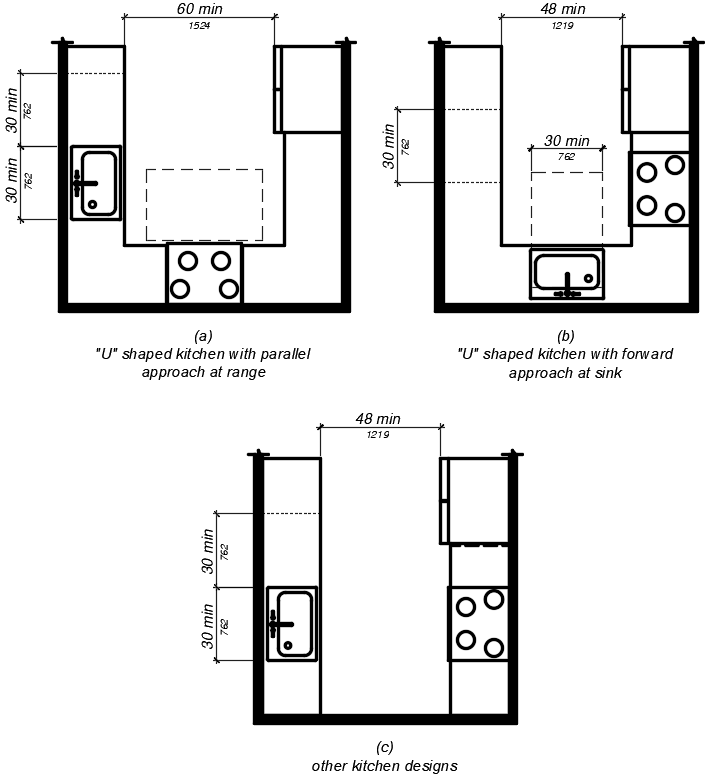 60 min
1524
30 min
762
30 min
762
(a)
"U" shaped kitchen with parallel
approach at range
48 min
1219
30 min
762
30 min
762
(b)
"U" shaped kitchen with forward
approach at sink
48 min
1219
30 min
762
30 min
762
(c)
other kitchen designs